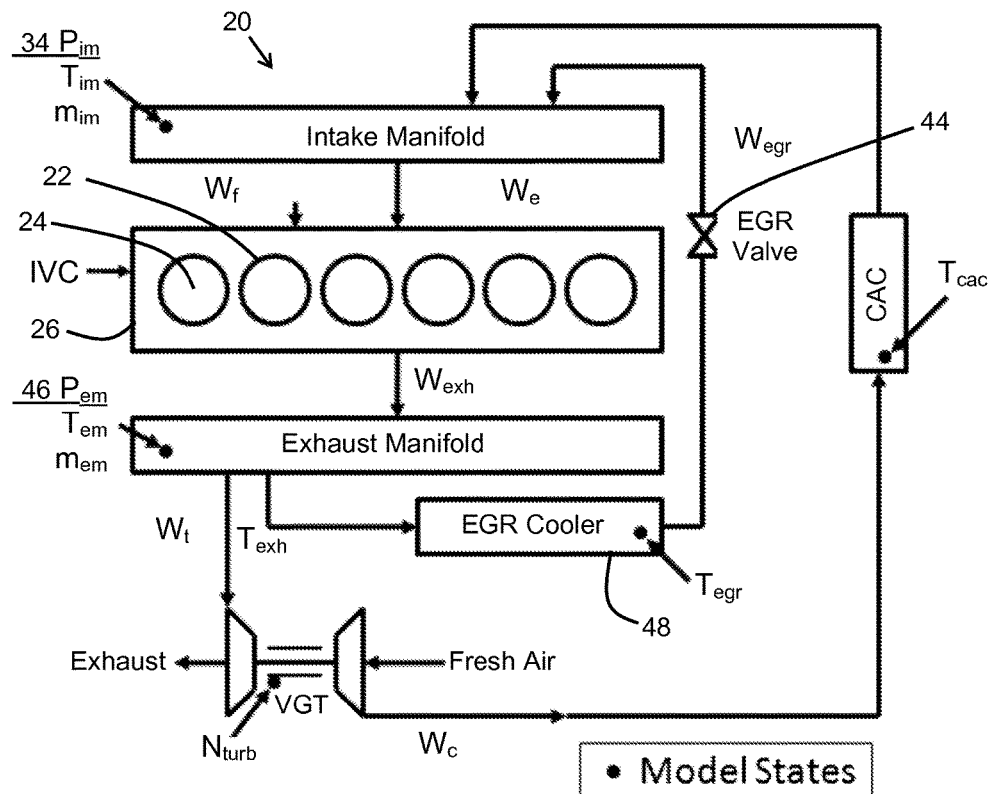 20
34 Pim
Tim
mim
Intake Manifold
Wegr
44
22
Wf
We
24
EGR
Valve
IVC
CAC
Tcac
26
Wexh
46 Pem
Tem
mem
Exhaust Manifold
Wt
Texh
EGR Cooler
Tegr
48
Exhaust
Fresh Air
VGT
Nturb
Wc
Model States